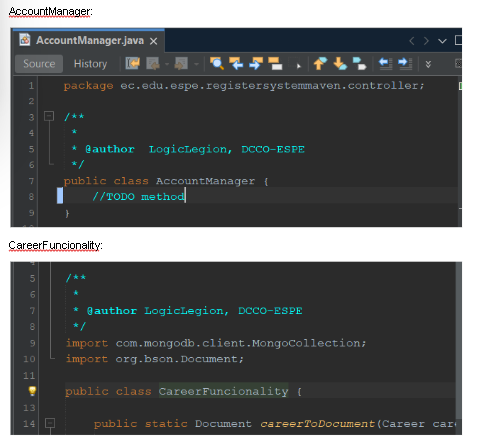 AccountManager:
AccountManager.java ×
Source History
1 package ec.edu.espe.registersystemmaven.controller;
2
3 /**
4 *
5 * @author LogicLegion, DCCO-ESPE
6 */
7 public class AccountManager {
8 //TODO method
9 }
CareerFuncionality:
4
5 /**
6 *
7 * @author LogicLegion, DCCO-ESPE
8 */
9 import com.mongodb.client.MongoCollection;
10 import org.bson.Document;
11
public class CareerFuncionality {
13
14 public static Document careerToDocument(Career care